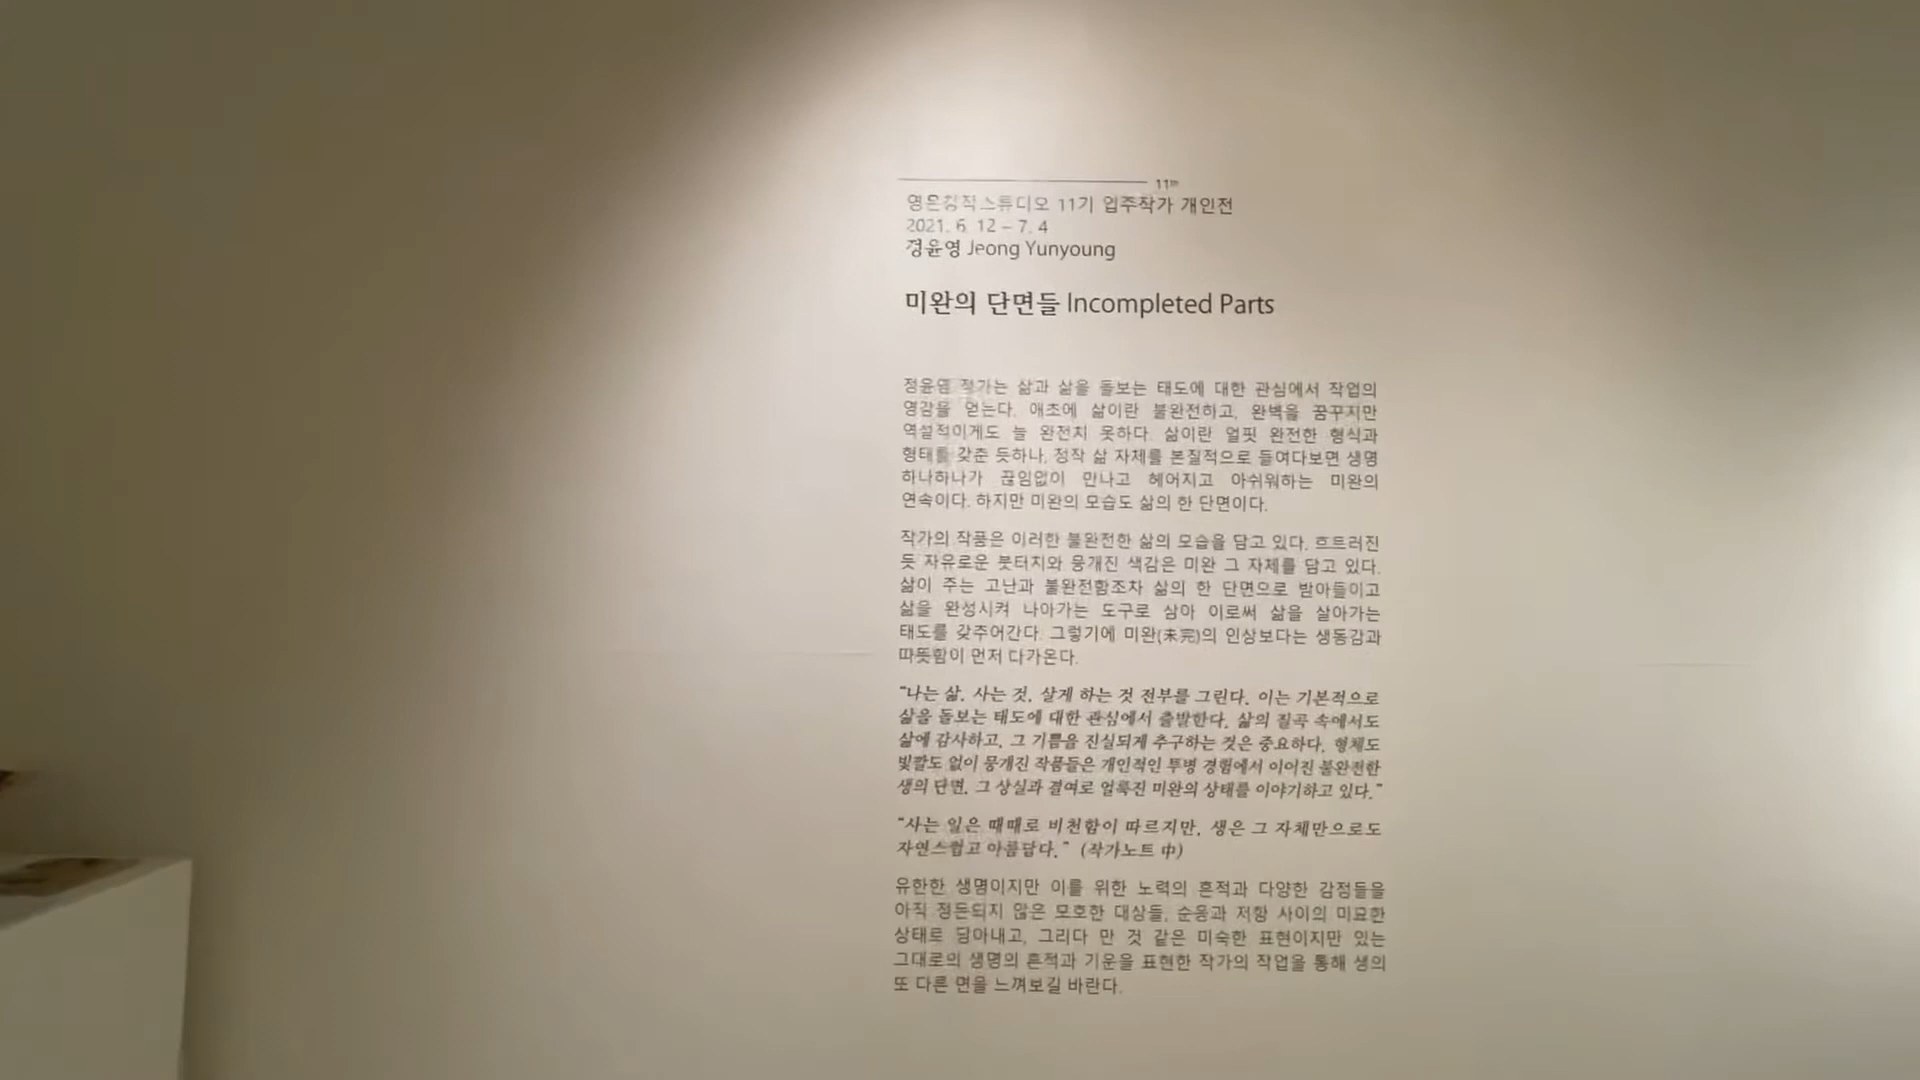 11th
영은창작스튜디오 11기 입주작가 개인전
2021. 6. 12 – 7. 4
정윤영 Jeong Yunyoung
미완의 단면들 Incompleted Parts
정윤영 작가는 삶과 삶을 돌보는 태도에 대한 관심에서 작업의
영감을 얻는다. 애초에 삶이란 불완전하고, 완벽을 꿈꾸지만
역설적이게도 늘 완전치 못하다. 삶이란 얼핏 완전한 형식과
형태를 갖춘 듯하나, 정작 삶 자체를 본질적으로 들여다보면 생명
하나하나가 끊임없이 만나고 헤어지고 아쉬워하는 미완의
연속이다. 하지만 미완의 모습도 삶의 한 단면이다.
작가의 작품은 이러한 불완전한 삶의 모습을 담고 있다. 흐트러진
듯 자유로운 붓터치와 뭉개진 색감은 미완 그 자체를 담고 있다.
삶이 주는 고난과 불완전함조차 삶의 한 단면으로 받아들이고
삶을 완성시켜 나아가는 도구로 삼아 이로써 삶을 살아가는
태도를 갖추어간다. 그렇기에 미완(未完)의 인상보다는 생동감과
따뜻함이 먼저 다가온다.
“나는 삶, 사는 것, 살게 하는 것 전부를 그린다. 이는 기본적으로
삶을 돌보는 태도에 대한 관심에서 출발한다. 삶의 질곡 속에서도
삶에 감사하고, 그 기쁨을 진실되게 추구하는 것은 중요하다. 형체도
빛깔도 없이 뭉개진 작품들은 개인적인 투병 경험에서 이어진 불완전한
생의 단면, 그 상실과 결여로 얼룩진 미완의 상태를 이야기하고 있다.”
“사는 일은 때때로 비천함이 따르지만, 생은 그 자체만으로도
자연스럽고 아름답다.” (작가노트 中)
유한한 생명이지만 이를 위한 노력의 흔적과 다양한 감정들을
아직 정돈되지 않은 모호한 대상들, 순응과 저항 사이의 미묘한
상태로 담아내고, 그리다 만 것 같은 미숙한 표현이지만 있는
그대로의 생명의 흔적과 기운을 표현한 작가의 작업을 통해 생의
또 다른 면을 느껴보길 바란다.